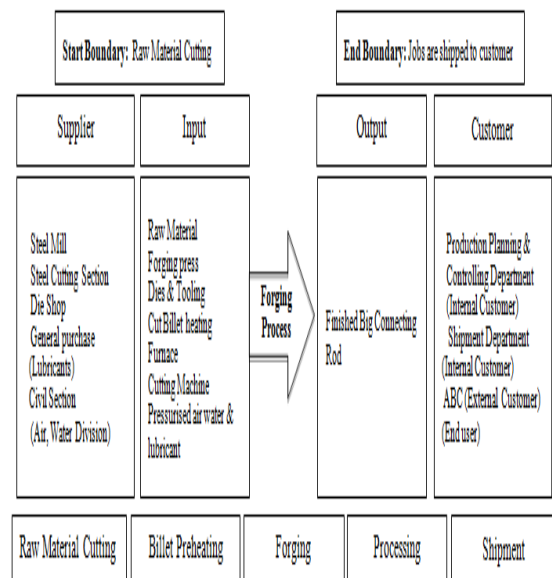 Start Boundary: Raw Material Cutting
End Boundary: Jobs are shipped to customer
Supplier
Input
Output
Customer
Steel Mill
Steel Cutting Section
Die Shop
General purchase
(Lubricants)
Civil Section
(Air, Water Division)
Raw Material
Forging press
Dies & Tooling
Cut Billet heating
Furnace
Cutting Machine
Pressurised air water &
lubricant
Forging
Process
Finished Big Connecting
Rod
Production Planning &
Controlling Department
(Internal Customer)
Shipment Department
(Internal Customer)
ABC (External Customer)
(End user)
Raw Material Cutting
Billet Preheating
Forging
Processing
Shipment